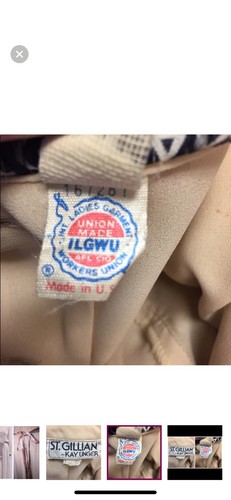 INT. LADIES GARMENT
UNION
MADE
ILGWU
AFL CIO
WORKERS UNION
®
Made in U.S
ST. GILLIAN
KAY UNGER